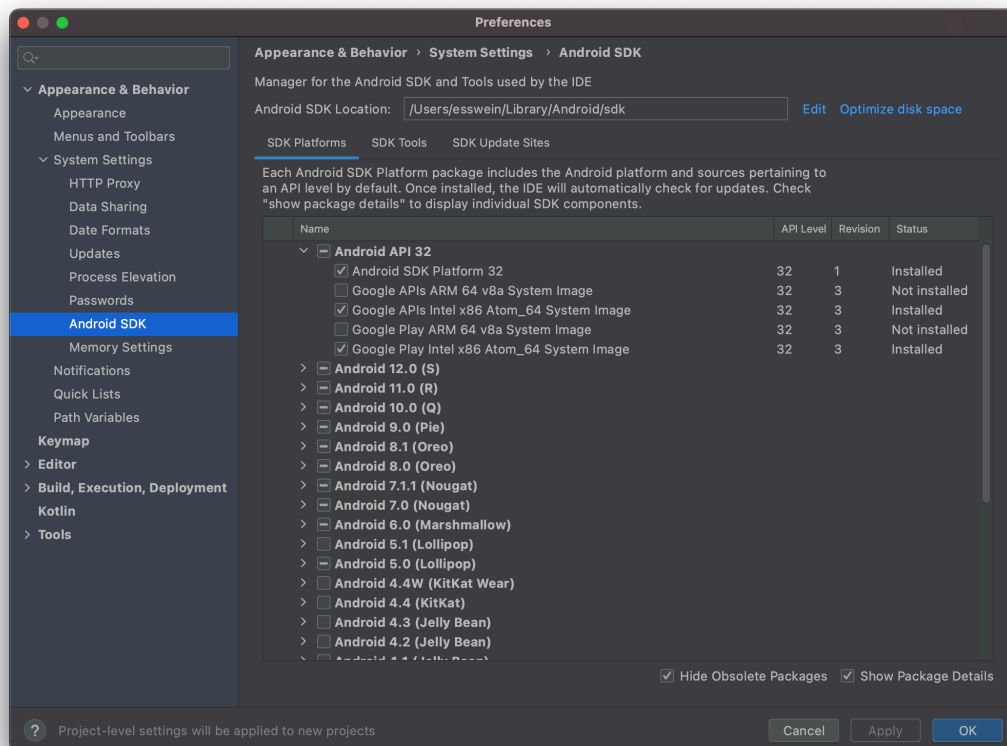 Preferences
Appearance & Behavior › System Settings › Android SDK
Manager for the Android SDK and Tools used by the IDE
Android SDK Location: /Users/esswein/Library/Android/sdk Edit Optimize disk space
SDK Platforms SDK Tools SDK Update Sites
Each Android SDK Platform package includes the Android platform and sources pertaining to
an API level by default. Once installed, the IDE will automatically check for updates. Check
"show package details" to display individual SDK components.
Name API Level Revision Status
Android API 32
Android SDK Platform 32 32 1 Installed
Google APIs ARM 64 v8a System Image 32 3 Not installed
Google APIs Intel x86 Atom_64 System Image 32 3 Installed
Google Play ARM 64 v8a System Image 32 3 Not installed
Google Play Intel x86 Atom_64 System Image 32 3 Installed
Android 12.0 (S)
Android 11.0 (R)
Android 10.0 (Q)
Android 9.0 (Pie)
Android 8.1 (Oreo)
Android 8.0 (Oreo)
Android 7.1.1 (Nougat)
Android 7.0 (Nougat)
Android 6.0 (Marshmallow)
Android 5.1 (Lollipop)
Android 5.0 (Lollipop)
Android 4.4W (KitKat Wear)
Android 4.4 (KitKat)
Android 4.3 (Jelly Bean)
Android 4.2 (Jelly Bean)
Android 4.1 (Jelly Bean)
Hide Obsolete Packages Show Package Details
Appearance & Behavior
Appearance
Menus and Toolbars
System Settings
HTTP Proxy
Data Sharing
Date Formats
Updates
Process Elevation
Passwords
Android SDK
Memory Settings
Notifications
Quick Lists
Path Variables
Keymap
Editor
Build, Execution, Deployment
Kotlin
Tools
? Project-level settings will be applied to new projects
Cancel Apply OK